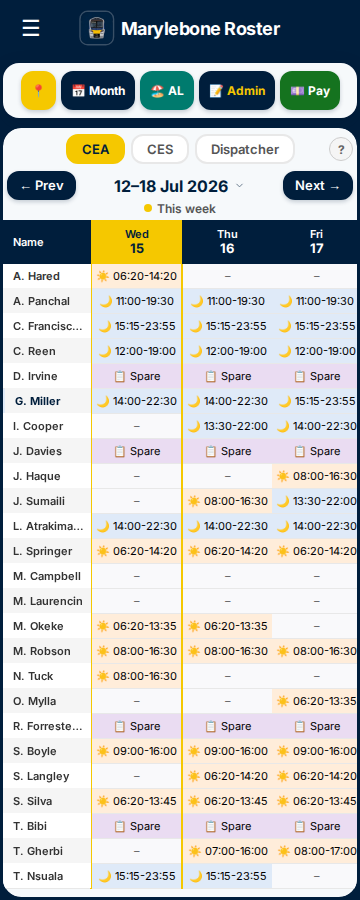 ☰ Marylebone Roster
📍 📅 Month 🏖️ AL 📝 Admin 💷 Pay
CEA CES Dispatcher ?
← Prev 12–18 Jul 2026 Next →
This week
Name Wed 15 Thu 16 Fri 17
A. Hared ☀️ 06:20-14:20 – –
A. Panchal 🌙 11:00-19:30 🌙 11:00-19:30 🌙 11:00-19:30
C. Francisc... 🌙 15:15-23:55 🌙 15:15-23:55 🌙 15:15-23:55
C. Reen 🌙 12:00-19:00 🌙 12:00-19:00 🌙 12:00-19:00
D. Irvine 📋 Spare 📋 Spare 📋 Spare
G. Miller 🌙 14:00-22:30 🌙 14:00-22:30 🌙 15:15-23:55
I. Cooper – 🌙 13:30-22:00 🌙 14:00-22:30
J. Davies 📋 Spare 📋 Spare 📋 Spare
J. Haque – – ☀️ 08:00-16:30
J. Sumaili – ☀️ 08:00-16:30 🌙 13:30-22:00
L. Atrakima... 🌙 14:00-22:30 🌙 14:00-22:30 🌙 14:00-22:30
L. Springer ☀️ 06:20-14:20 ☀️ 06:20-14:20 ☀️ 06:20-14:20
M. Campbell – – –
M. Laurencin – – –
M. Okeke ☀️ 06:20-13:35 ☀️ 06:20-13:35 –
M. Robson ☀️ 08:00-16:30 ☀️ 08:00-16:30 ☀️ 08:00-16:30
N. Tuck ☀️ 08:00-16:30 – –
O. Mylla – – ☀️ 06:20-13:35
R. Forreste... 📋 Spare 📋 Spare 📋 Spare
S. Boyle ☀️ 09:00-16:00 ☀️ 09:00-16:00 ☀️ 09:00-16:00
S. Langley – ☀️ 06:20-14:20 ☀️ 06:20-14:20
S. Silva ☀️ 06:20-13:45 ☀️ 06:20-13:45 ☀️ 06:20-13:45
T. Bibi 📋 Spare 📋 Spare 📋 Spare
T. Gherbi – ☀️ 07:00-16:00 ☀️ 08:00-17:00
T. Nsuala 🌙 15:15-23:55 🌙 15:15-23:55 –